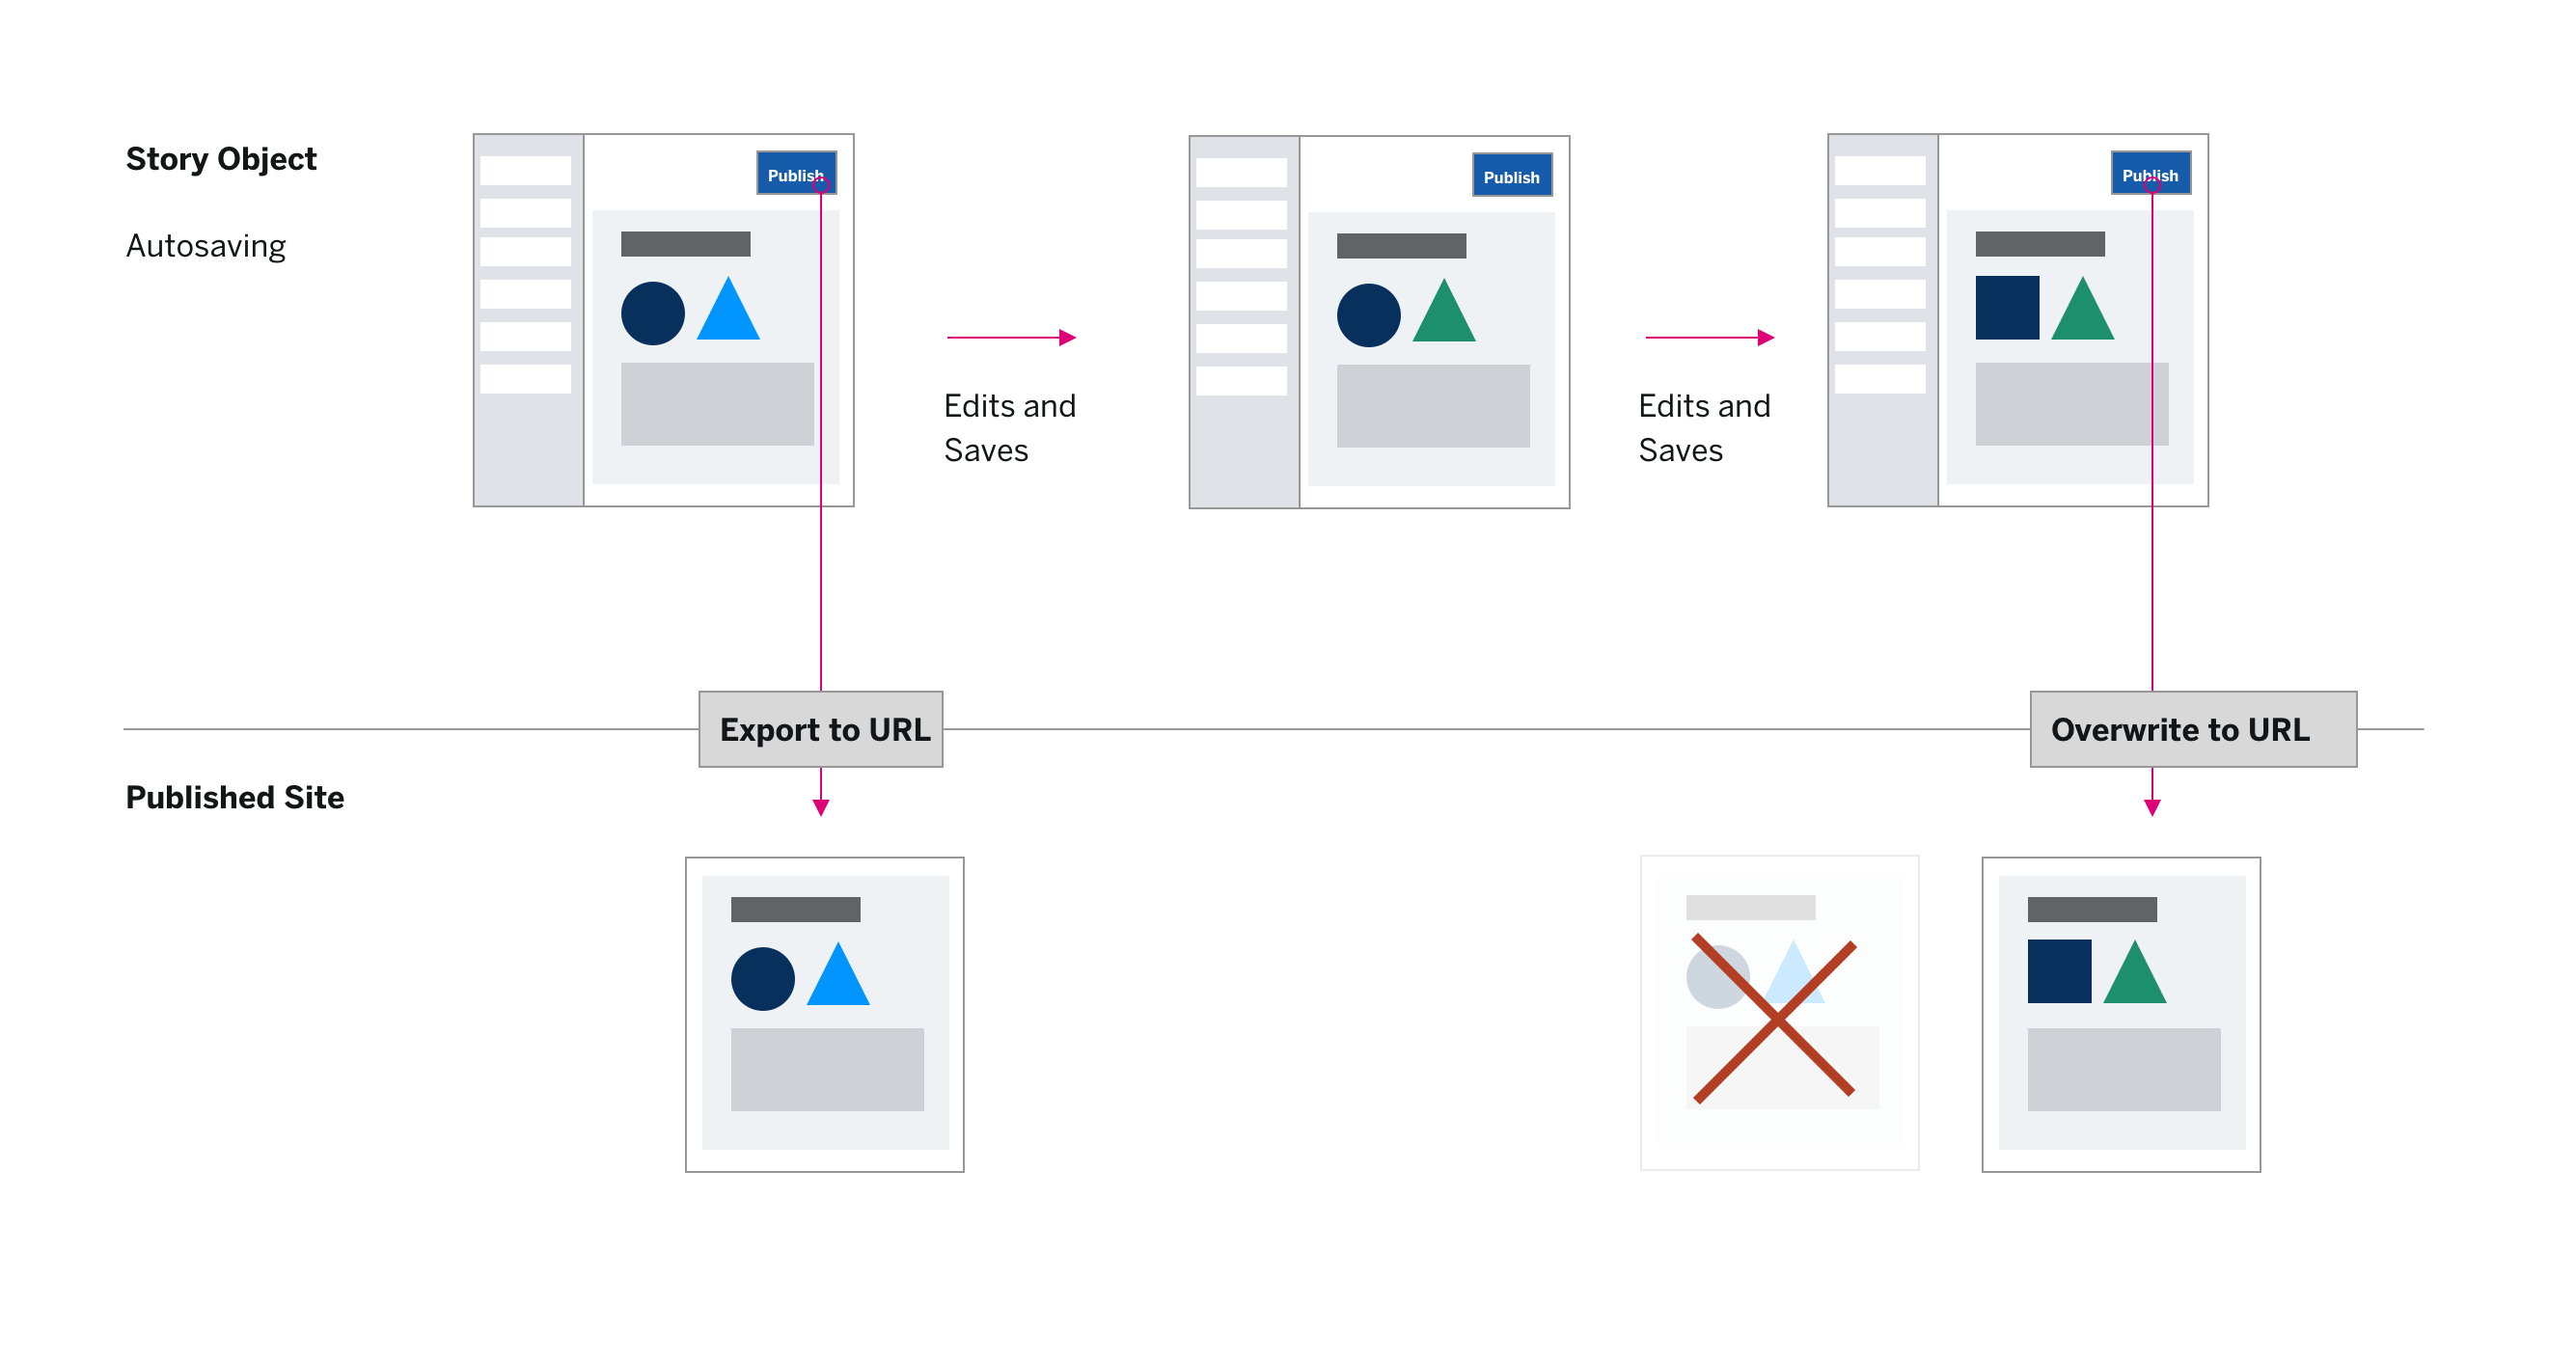 Story Object
Autosaving
Publish
Publish
Publish
Edits and
Saves
Edits and
Saves
Export to URL
Overwrite to URL
Published Site